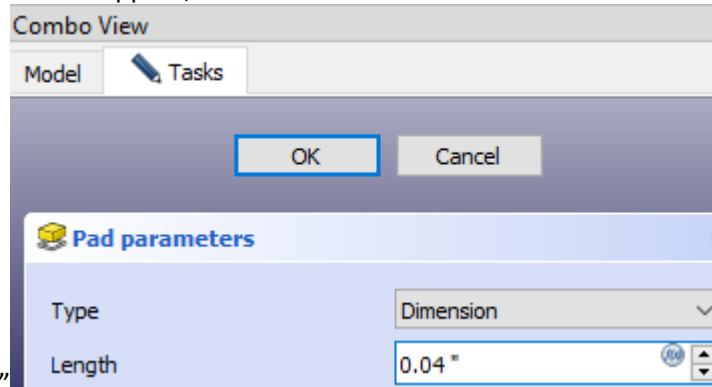 Combo View
Model Tasks
OK Cancel
Pad parameters
Type Dimension
Length 0.04 "
"